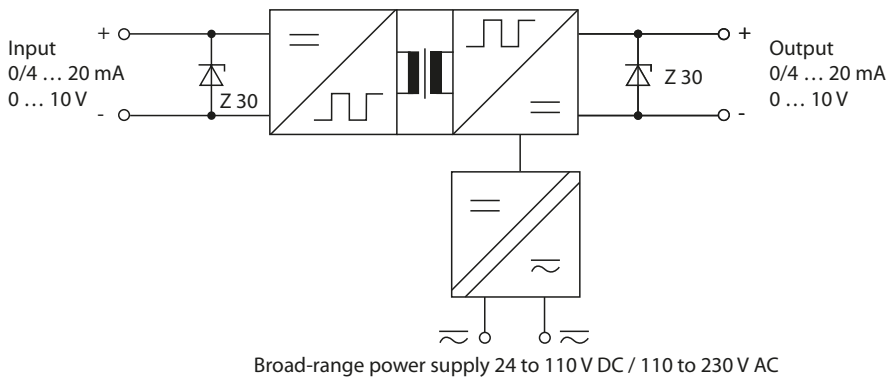 Input
0/4 … 20 mA
0 … 10 V
+
-
Z 30
Z 30
+
-
Output
0/4 … 20 mA
0 … 10 V
Broad-range power supply 24 to 110 V DC / 110 to 230 V AC